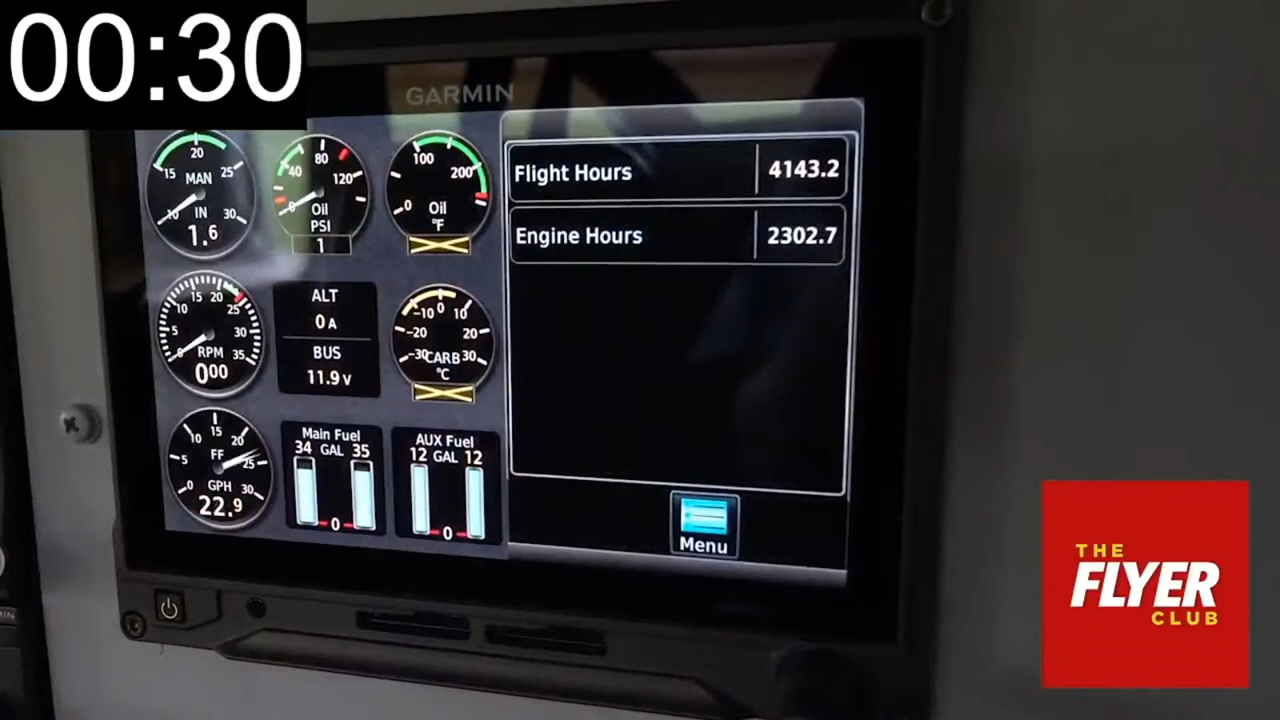 00:30
GARMIN
15 20 25
MAN
10 IN 30
1.6
40 80 120
0
Oil
PSI
1
0 100 200
Oil
°F
Flight Hours 4143.2
Engine Hours 2302.7
0 5 10 15 20 25 30 35
RPM
000
ALT
0 A
BUS
11.9 V
-30 -20 -10 0 10 20 30
CARB
°C
0 5 10 15 20 25 30
FF
GPH
22.9
Main Fuel
34 GAL 35
0
AUX Fuel
12 GAL 12
0
Menu
THE
FLYER
CLUB